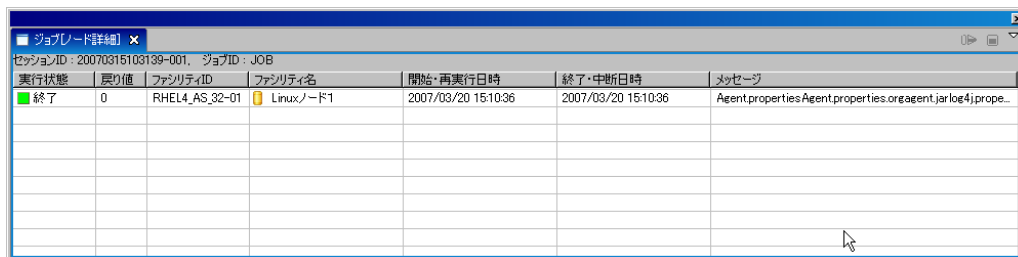 ジョブ[ノード詳細]
セッションID : 20070315103139-001, ジョブID : JOB
実行状態 戻り値 ファシリティID ファシリティ名 開始・再実行日時 終了・中断日時 メッセージ
終了 0 RHEL4_AS_32-01 Linuxノード1 2007/03/20 15:10:36 2007/03/20 15:10:36 Agent.propertiesAgent.properties.orgagent.jarlog4j.prope...